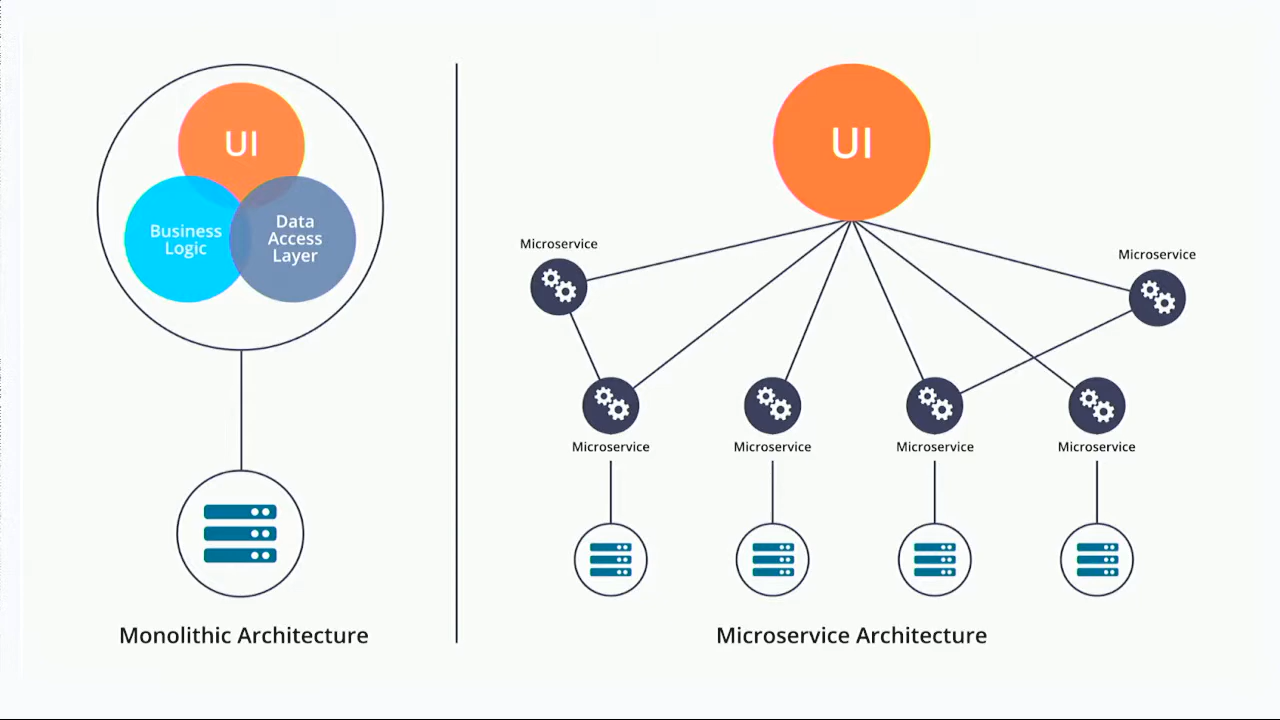 UI
Business
Logic
Data
Access
Layer
Monolithic Architecture
UI
Microservice
Microservice
Microservice
Microservice
Microservice
Microservice
Microservice Architecture